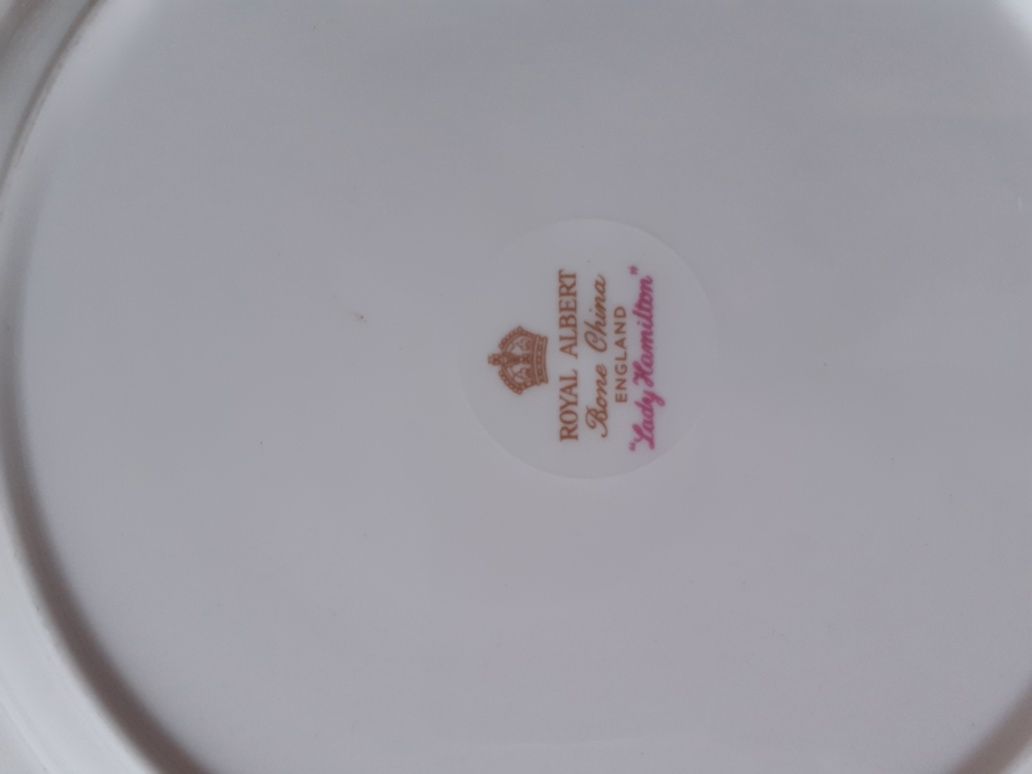 ROYAL ALBERT
Bone China
ENGLAND
"Lady Hamilton"